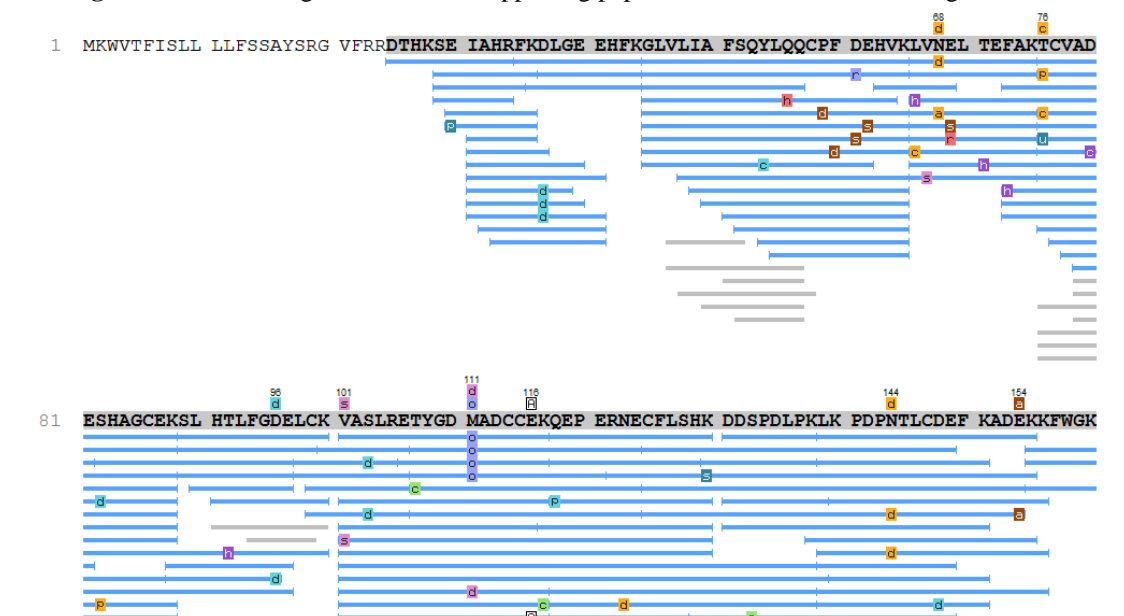 68 76
d c
1 MKWVTFISLL LLFSSAYSRG VFRRDTHKSE IAHRFKDLGE EHFKGLVLIA FSQYLQQCPF DEHVKLVNEL TEFAKTCVAD
d
r p
h h
d a c
p s s
s r u
d c c
c h
s
d h
d
d
96 101 111 116 144 154
d
d s o A d a
81 ESHAGCEKSL HTLFGDELCK VASLRETYGD MADCCEKQEP ERNECFLSHK DDSPDLPKLK PDPNTLCDEF KADEKKFWGK
o
o
d o
o s
c
d p
d d a
s
h d
d
d
p c d d